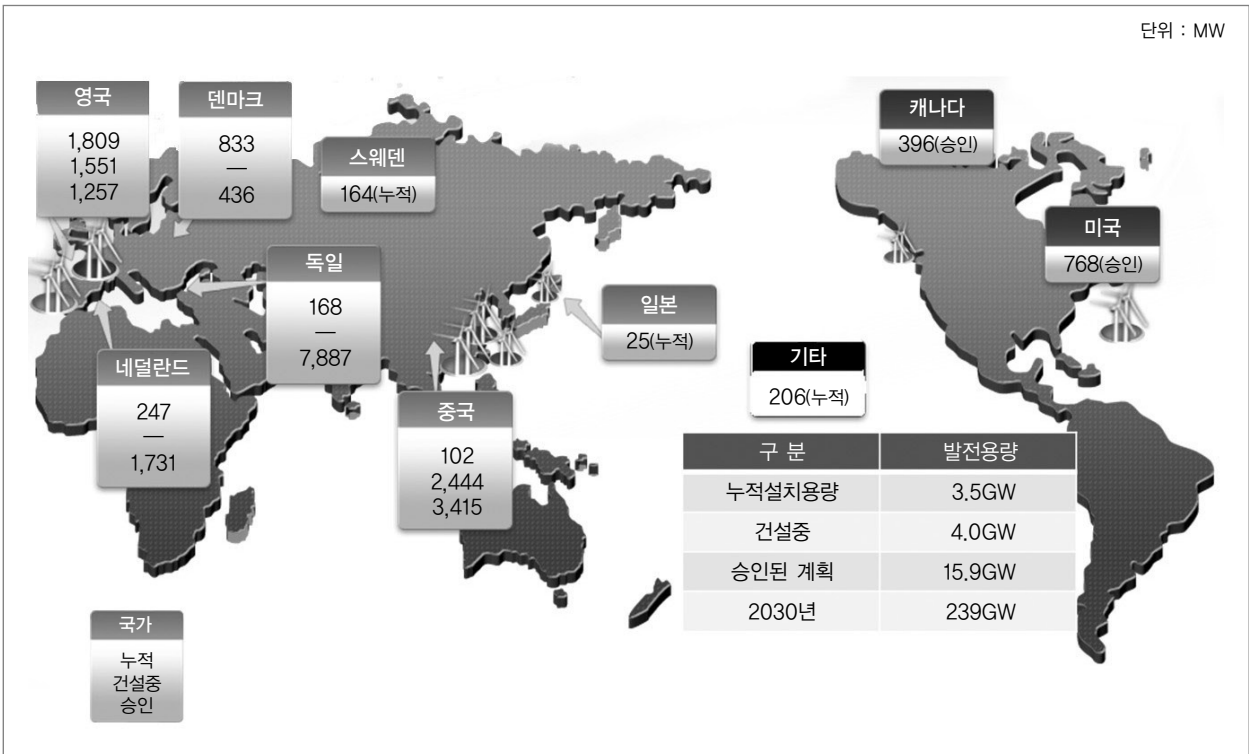 단위 : MW
영국
1,809
1,551
1,257
덴마크
833
—
436
스웨덴
164(누적)
캐나다
396(승인)
미국
768(승인)
독일
168
—
7,887
일본
25(누적)
네덜란드
247
—
1,731
중국
102
2,444
3,415
기타
206(누적)
구 분 발전용량
누적설치용량 3.5GW
건설중 4.0GW
승인된 계획 15.9GW
2030년 239GW
국가
누적
건설중
승인